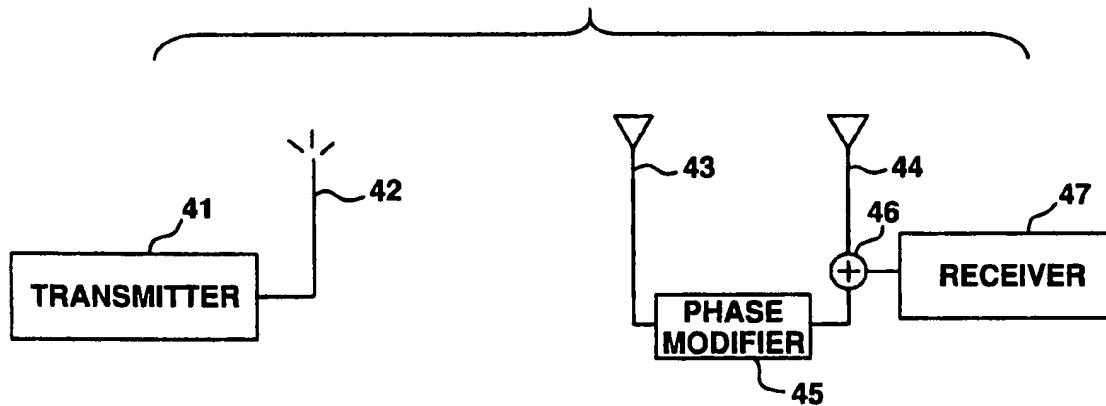 41
TRANSMITTER
42
43
44
46
47
RECEIVER
PHASE
MODIFIER
45